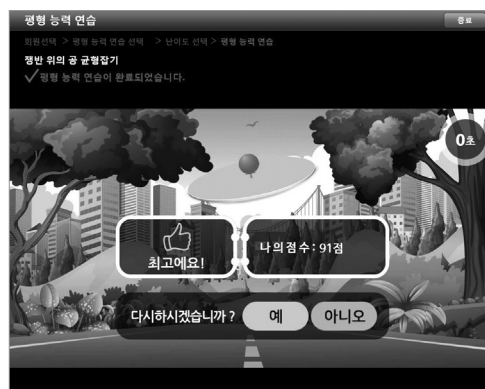 평형 능력 연습
종료
회원선택 > 평형 능력 연습 선택 > 난이도 선택 > 평형 능력 연습
쟁반 위의 공 균형잡기
평형 능력 연습이 완료되었습니다.
0초
최고에요!
나의점수: 91점
다시하시겠습니까?
예
아니오